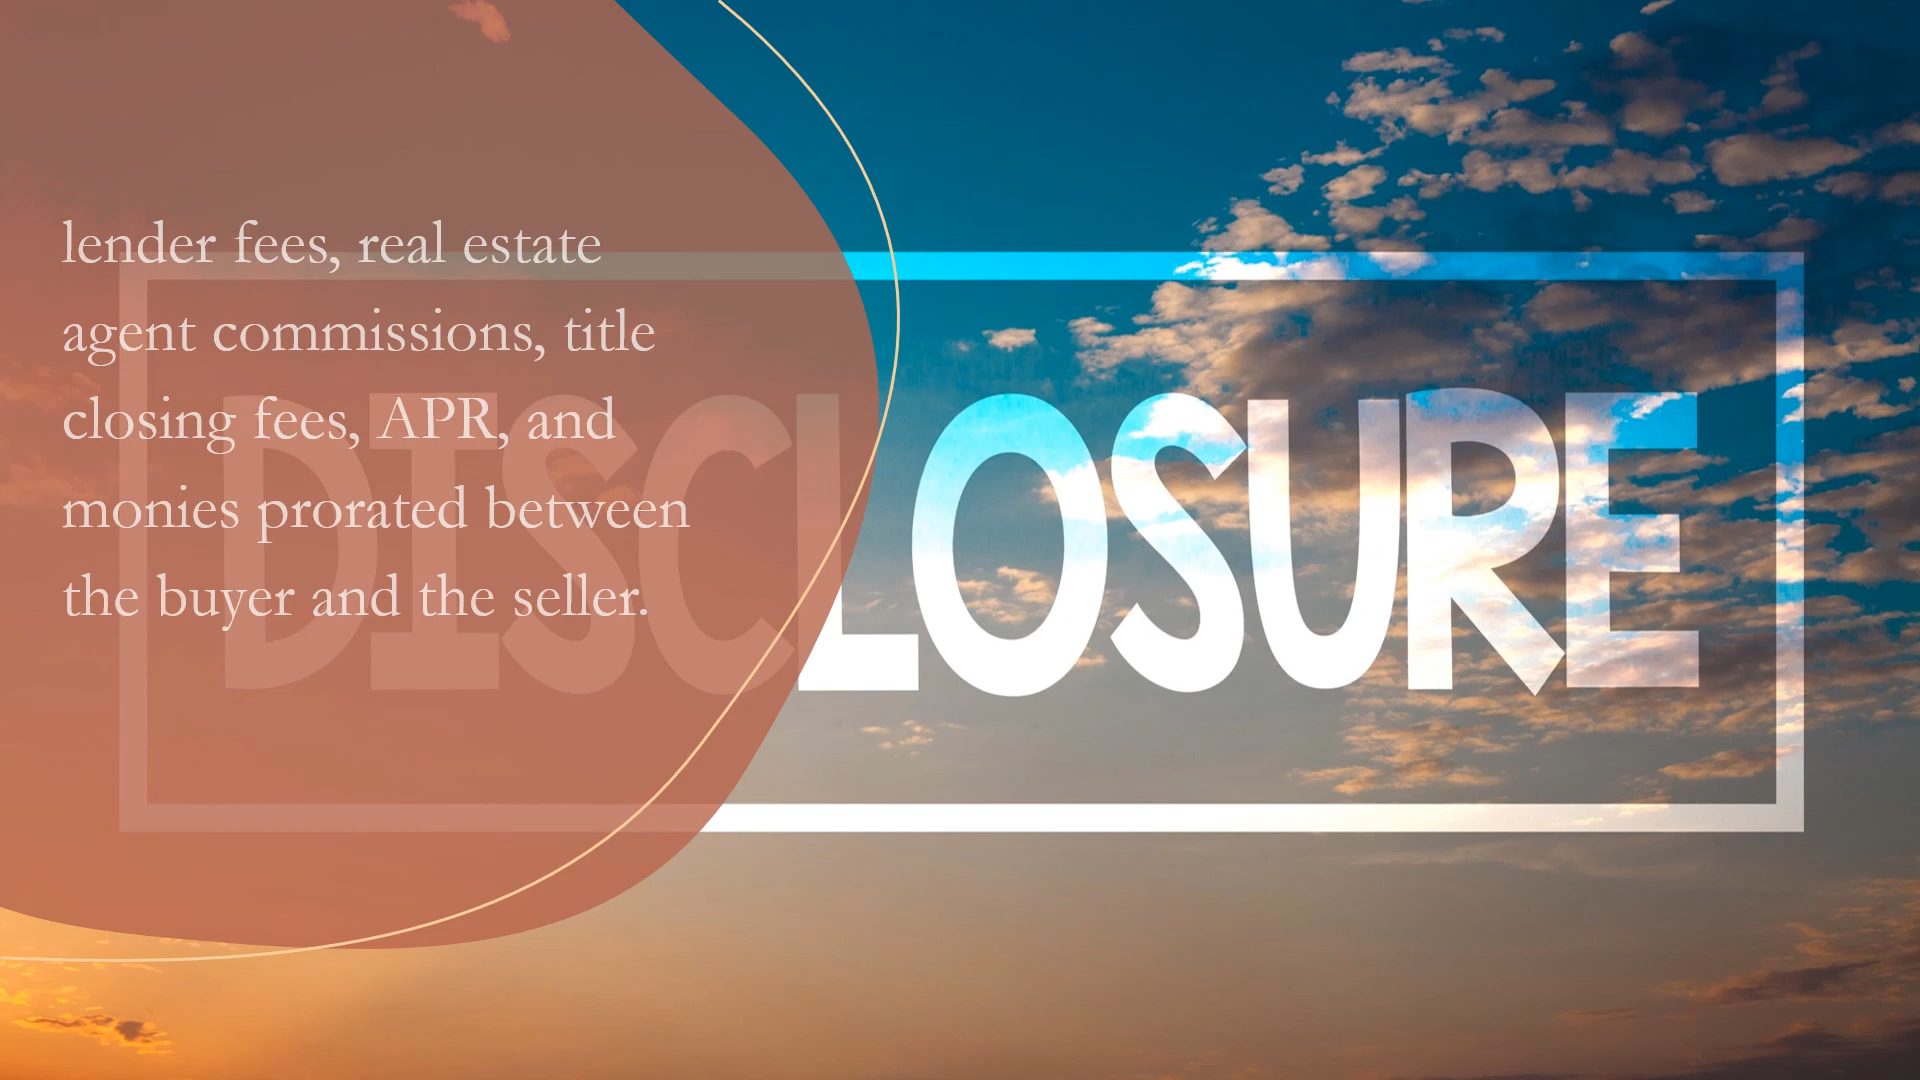 lender fees, real estate
agent commissions, title
closing fees, APR, and
monies prorated between
the buyer and the seller.
DISCLOSURE